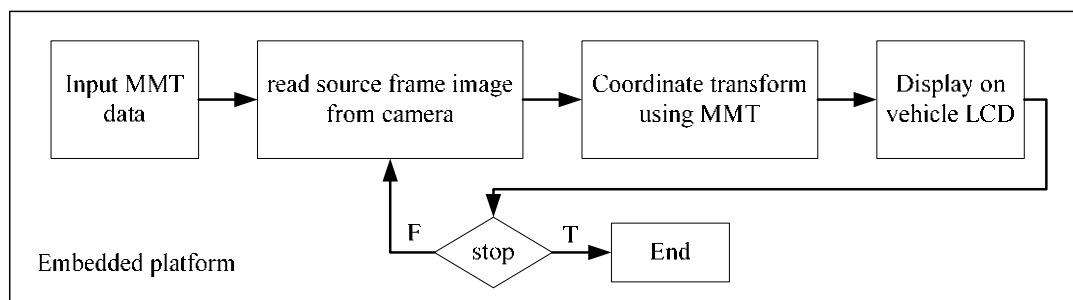 Input MMT
data
read source frame image
from camera
Coordinate transform
using MMT
Display on
vehicle LCD
F
stop
T
End
Embedded platform